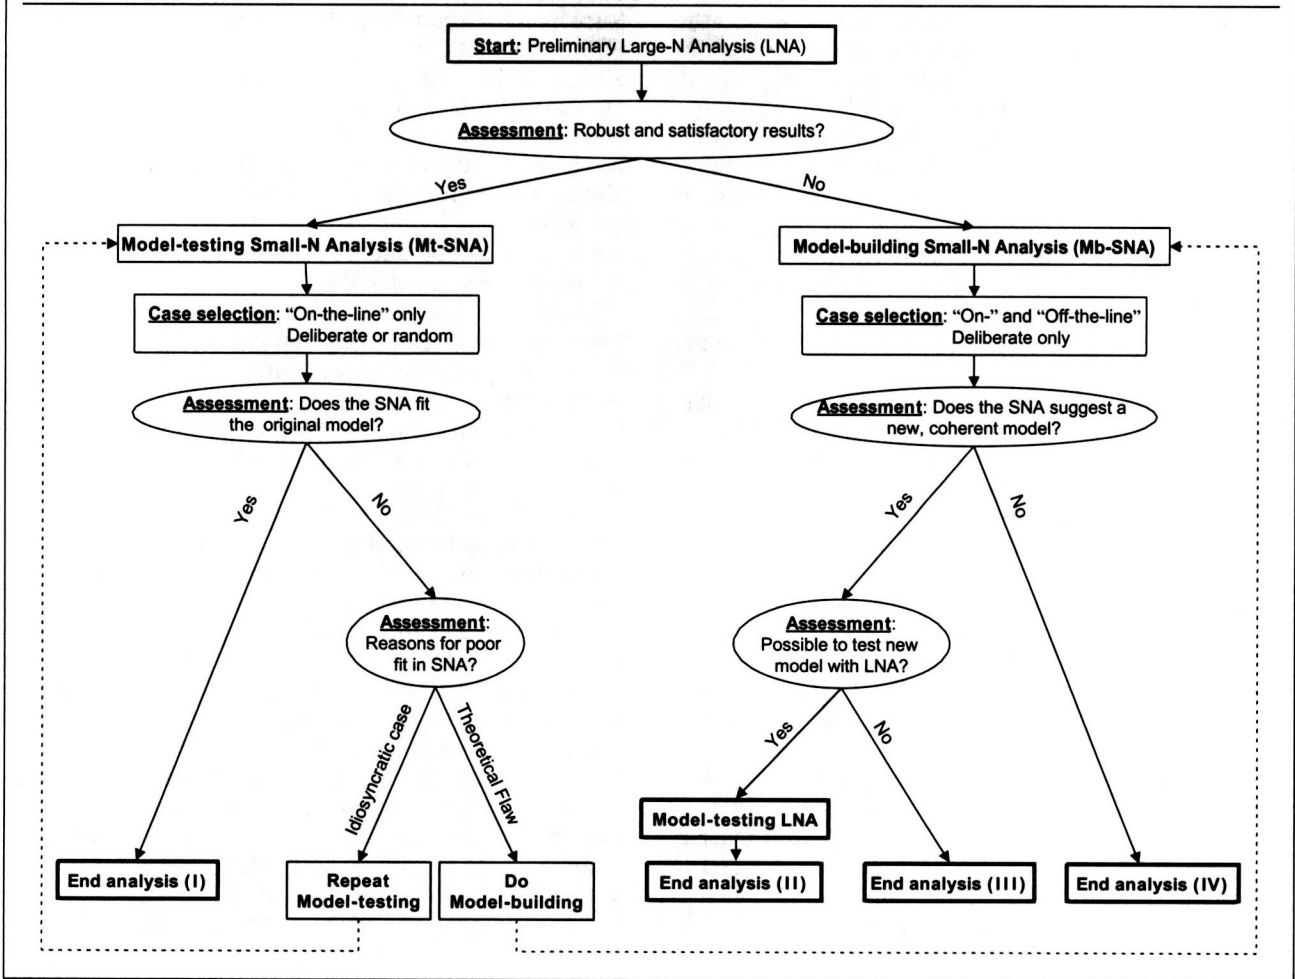 Start: Preliminary Large-N Analysis (LNA)
Assessment: Robust and satisfactory results?
Yes
No
Model-testing Small-N Analysis (Mt-SNA)
Model-building Small-N Analysis (Mb-SNA)
Case selection: “On-the-line” only
Deliberate or random
Case selection: “On-” and “Off-the-line”
Deliberate only
Assessment: Does the SNA fit
the original model?
Assessment: Does the SNA suggest a
new, coherent model?
Yes
No
Yes
No
Assessment:
Reasons for poor
fit in SNA?
Assessment:
Possible to test new
model with LNA?
Idiosyncratic case
Theoretical Flaw
Yes
No
Model-testing LNA
End analysis (I)
Repeat
Model-testing
Do
Model-building
End analysis (II)
End analysis (III)
End analysis (IV)